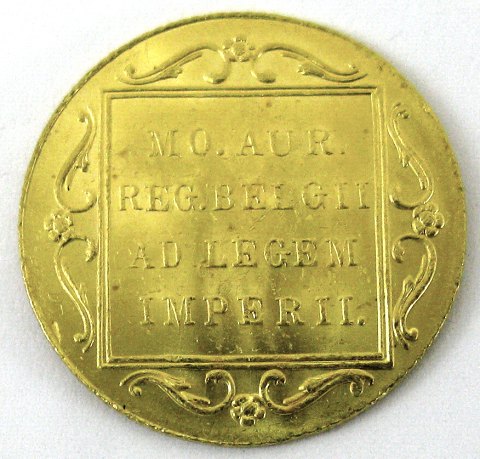 MO. AUR.
REG. BELGII
AD LEGEM
IMPERII.